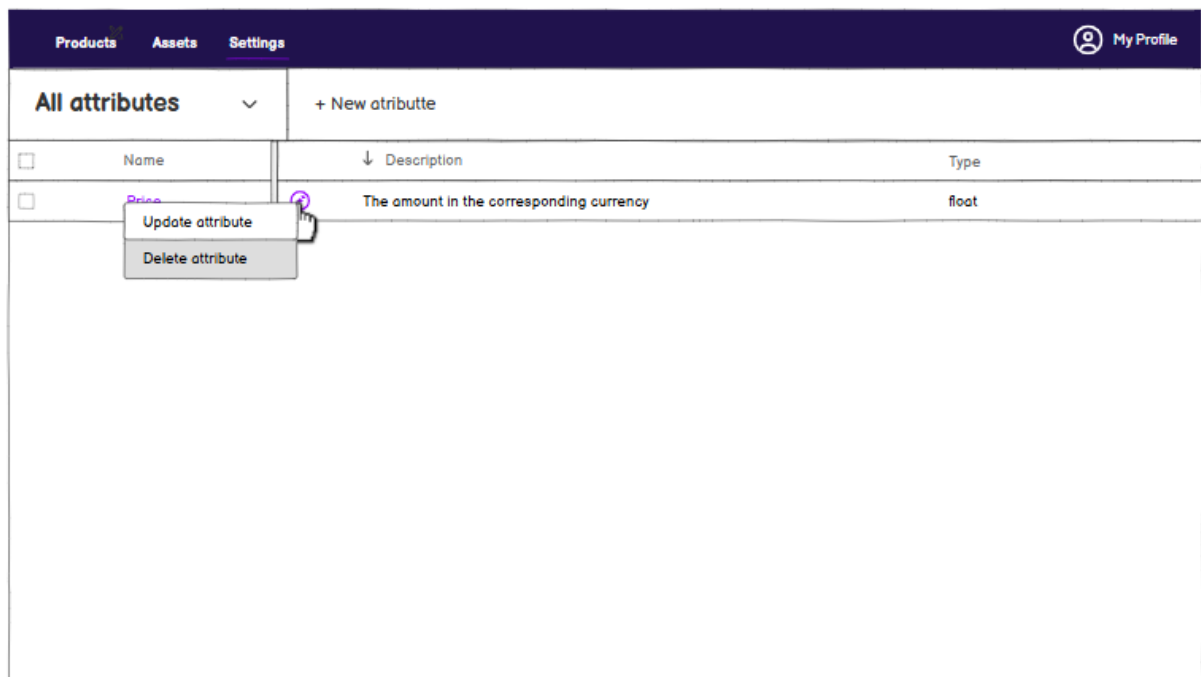 Products Assets Settings My Profile
All attributes + New atributte
Name Description Type
Price The amount in the corresponding currency float
Update attribute
Delete attribute